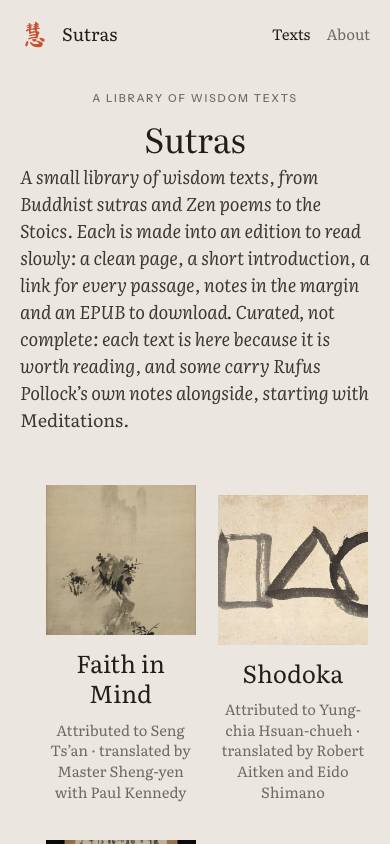 慧 Sutras Texts About
A LIBRARY OF WISDOM TEXTS
Sutras
A small library of wisdom texts, from
Buddhist sutras and Zen poems to the
Stoics. Each is made into an edition to read
slowly: a clean page, a short introduction, a
link for every passage, notes in the margin
and an EPUB to download. Curated, not
complete: each text is here because it is
worth reading, and some carry Rufus
Pollock’s own notes alongside, starting with
Meditations.
Faith in
Mind
Attributed to Seng
Ts’an · translated by
Master Sheng-yen
with Paul Kennedy
Shodoka
Attributed to Yung-
chia Hsuan-chueh ·
translated by Robert
Aitken and Eido
Shimano